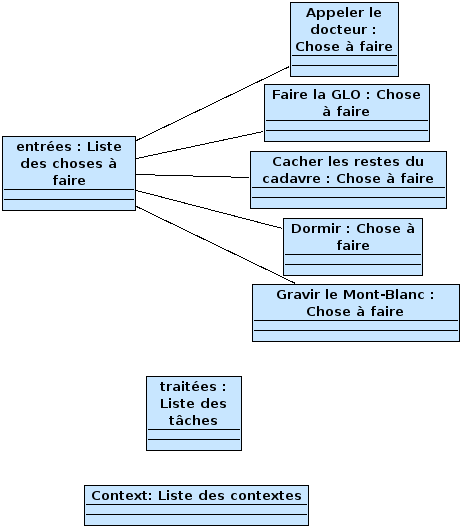 Appeler le
docteur :
Chose à faire
Faire la GLO : Chose
à faire
entrées : Liste
des choses à
faire
Cacher les restes du
cadavre : Chose à faire
Dormir : Chose à
faire
Gravir le Mont-Blanc :
Chose à faire
traitées :
Liste des
tâches
Context: Liste des contextes